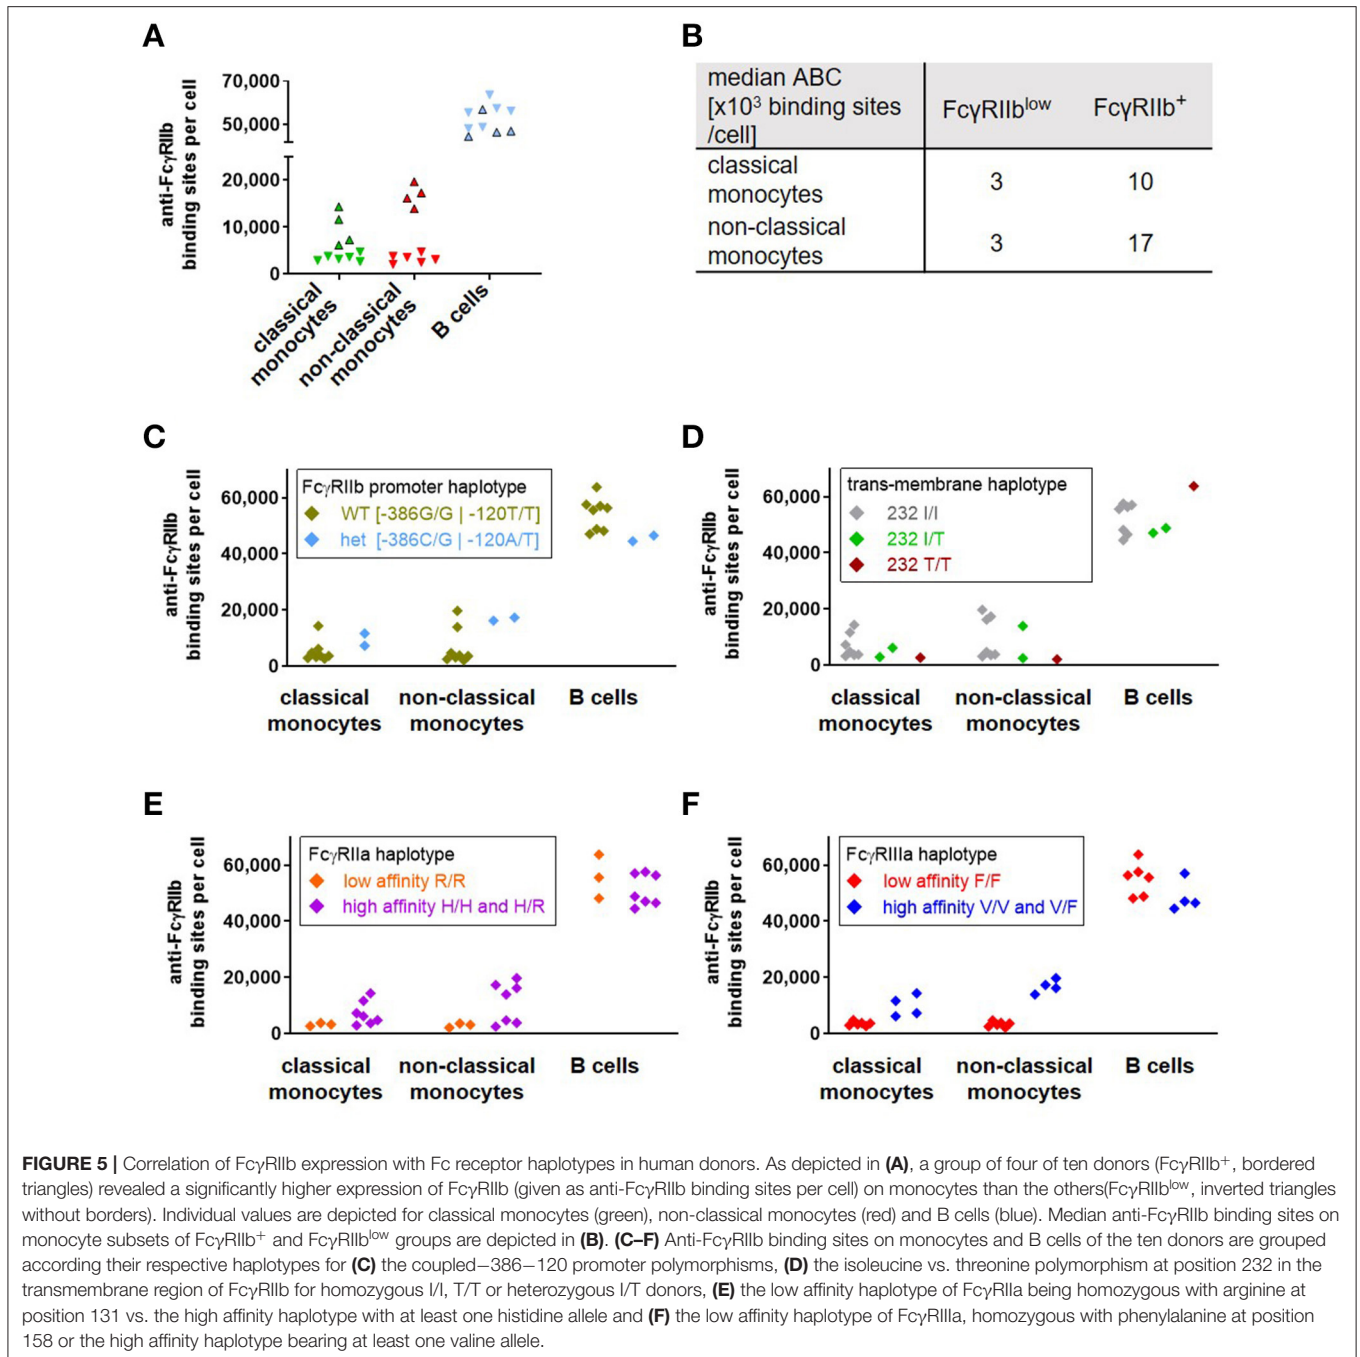 A
anti-FcγRIIb
binding sites per cell
70,000
50,000
20,000
10,000
0
classical
monocytes
non-classical
monocytes
B cells
B
median ABC
[x10³ binding sites
/cell]
FcγRIIblow
FcγRIIb+
classical
monocytes
3
10
non-classical
monocytes
3
17
C
anti-FcγRIIb
binding sites per cell
60,000
40,000
20,000
0
FcγRIIb promoter haplotype
WT [-386G/G | -120T/T]
het [-386C/G | -120A/T]
classical
monocytes
non-classical
monocytes
B cells
D
anti-FcγRIIb
binding sites per cell
60,000
40,000
20,000
0
trans-membrane haplotype
232 I/I
232 I/T
232 T/T
classical
monocytes
non-classical
monocytes
B cells
E
anti-FcγRIIb
binding sites per cell
60,000
40,000
20,000
0
FcγRIIa haplotype
low affinity R/R
high affinity H/H and H/R
classical
monocytes
non-classical
monocytes
B cells
F
anti-FcγRIIb
binding sites per cell
60,000
40,000
20,000
0
FcγRIIIa haplotype
low affinity F/F
high affinity V/V and V/F
classical
monocytes
non-classical
monocytes
B cells
FIGURE 5 | Correlation of FcγRIIb expression with Fc receptor haplotypes in human donors. As depicted in (A), a group of four of ten donors (FcγRIIb+, bordered
triangles) revealed a significantly higher expression of FcγRIIb (given as anti-FcγRIIb binding sites per cell) on monocytes than the others(FcγRIIblow, inverted triangles
without borders). Individual values are depicted for classical monocytes (green), non-classical monocytes (red) and B cells (blue). Median anti-FcγRIIb binding sites on
monocyte subsets of FcγRIIb+ and FcγRIIblow groups are depicted in (B). (C–F) Anti-FcγRIIb binding sites on monocytes and B cells of the ten donors are grouped
according their respective haplotypes for (C) the coupled−386−120 promoter polymorphisms, (D) the isoleucine vs. threonine polymorphism at position 232 in the
transmembrane region of FcγRIIb for homozygous I/I, T/T or heterozygous I/T donors, (E) the low affinity haplotype of FcγRIIa being homozygous with arginine at
position 131 vs. the high affinity haplotype with at least one histidine allele and (F) the low affinity haplotype of FcγRIIIa, homozygous with phenylalanine at position
158 or the high affinity haplotype bearing at least one valine allele.